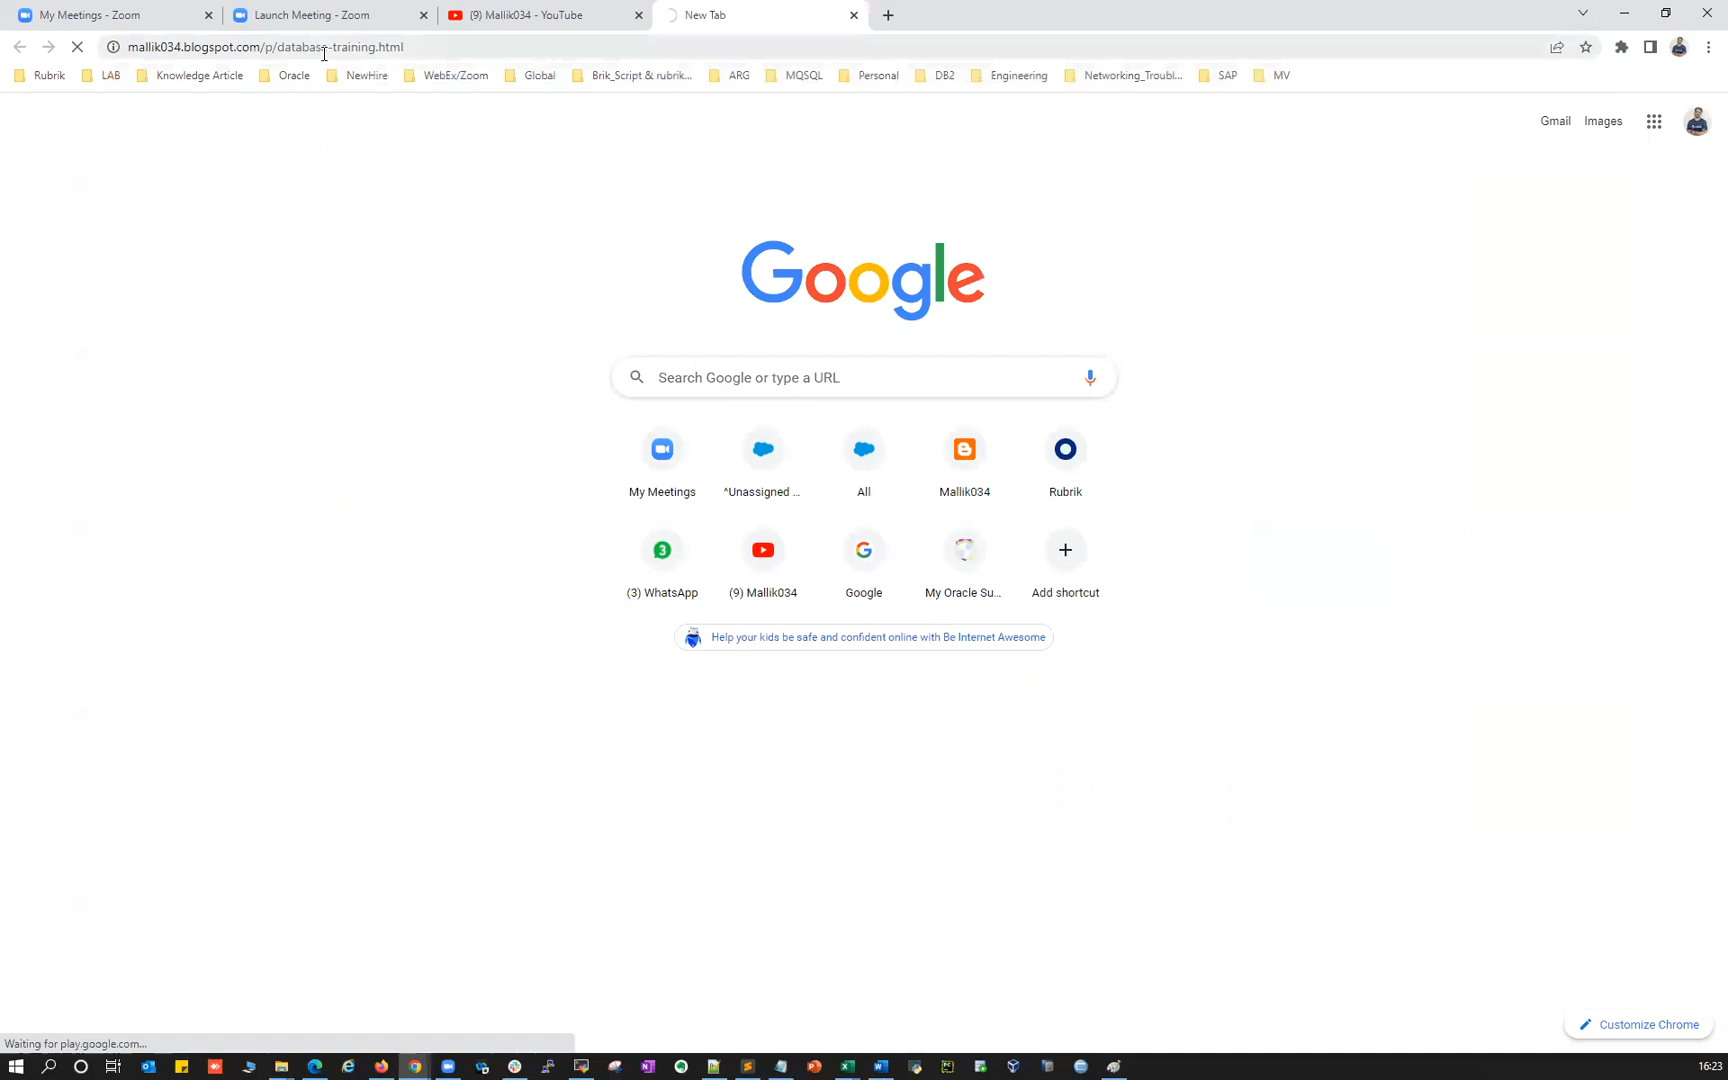 My Meetings - Zoom
Launch Meeting - Zoom
(9) Mallik034 - YouTube
New Tab
mallik034.blogspot.com/p/database-training.html
Rubrik
LAB
Knowledge Article
Oracle
NewHire
WebEx/Zoom
Global
Brik_Script & rubrik...
ARG
MQSQL
Personal
DB2
Engineering
Networking_Troubl...
SAP
MV
Gmail
Images
Google
Search Google or type a URL
My Meetings
^Unassigned ...
All
Mallik034
Rubrik
3
(3) WhatsApp
(9) Mallik034
Google
My Oracle Su...
Add shortcut
Help your kids be safe and confident online with Be Internet Awesome
Customize Chrome
Waiting for play.google.com...
16:23